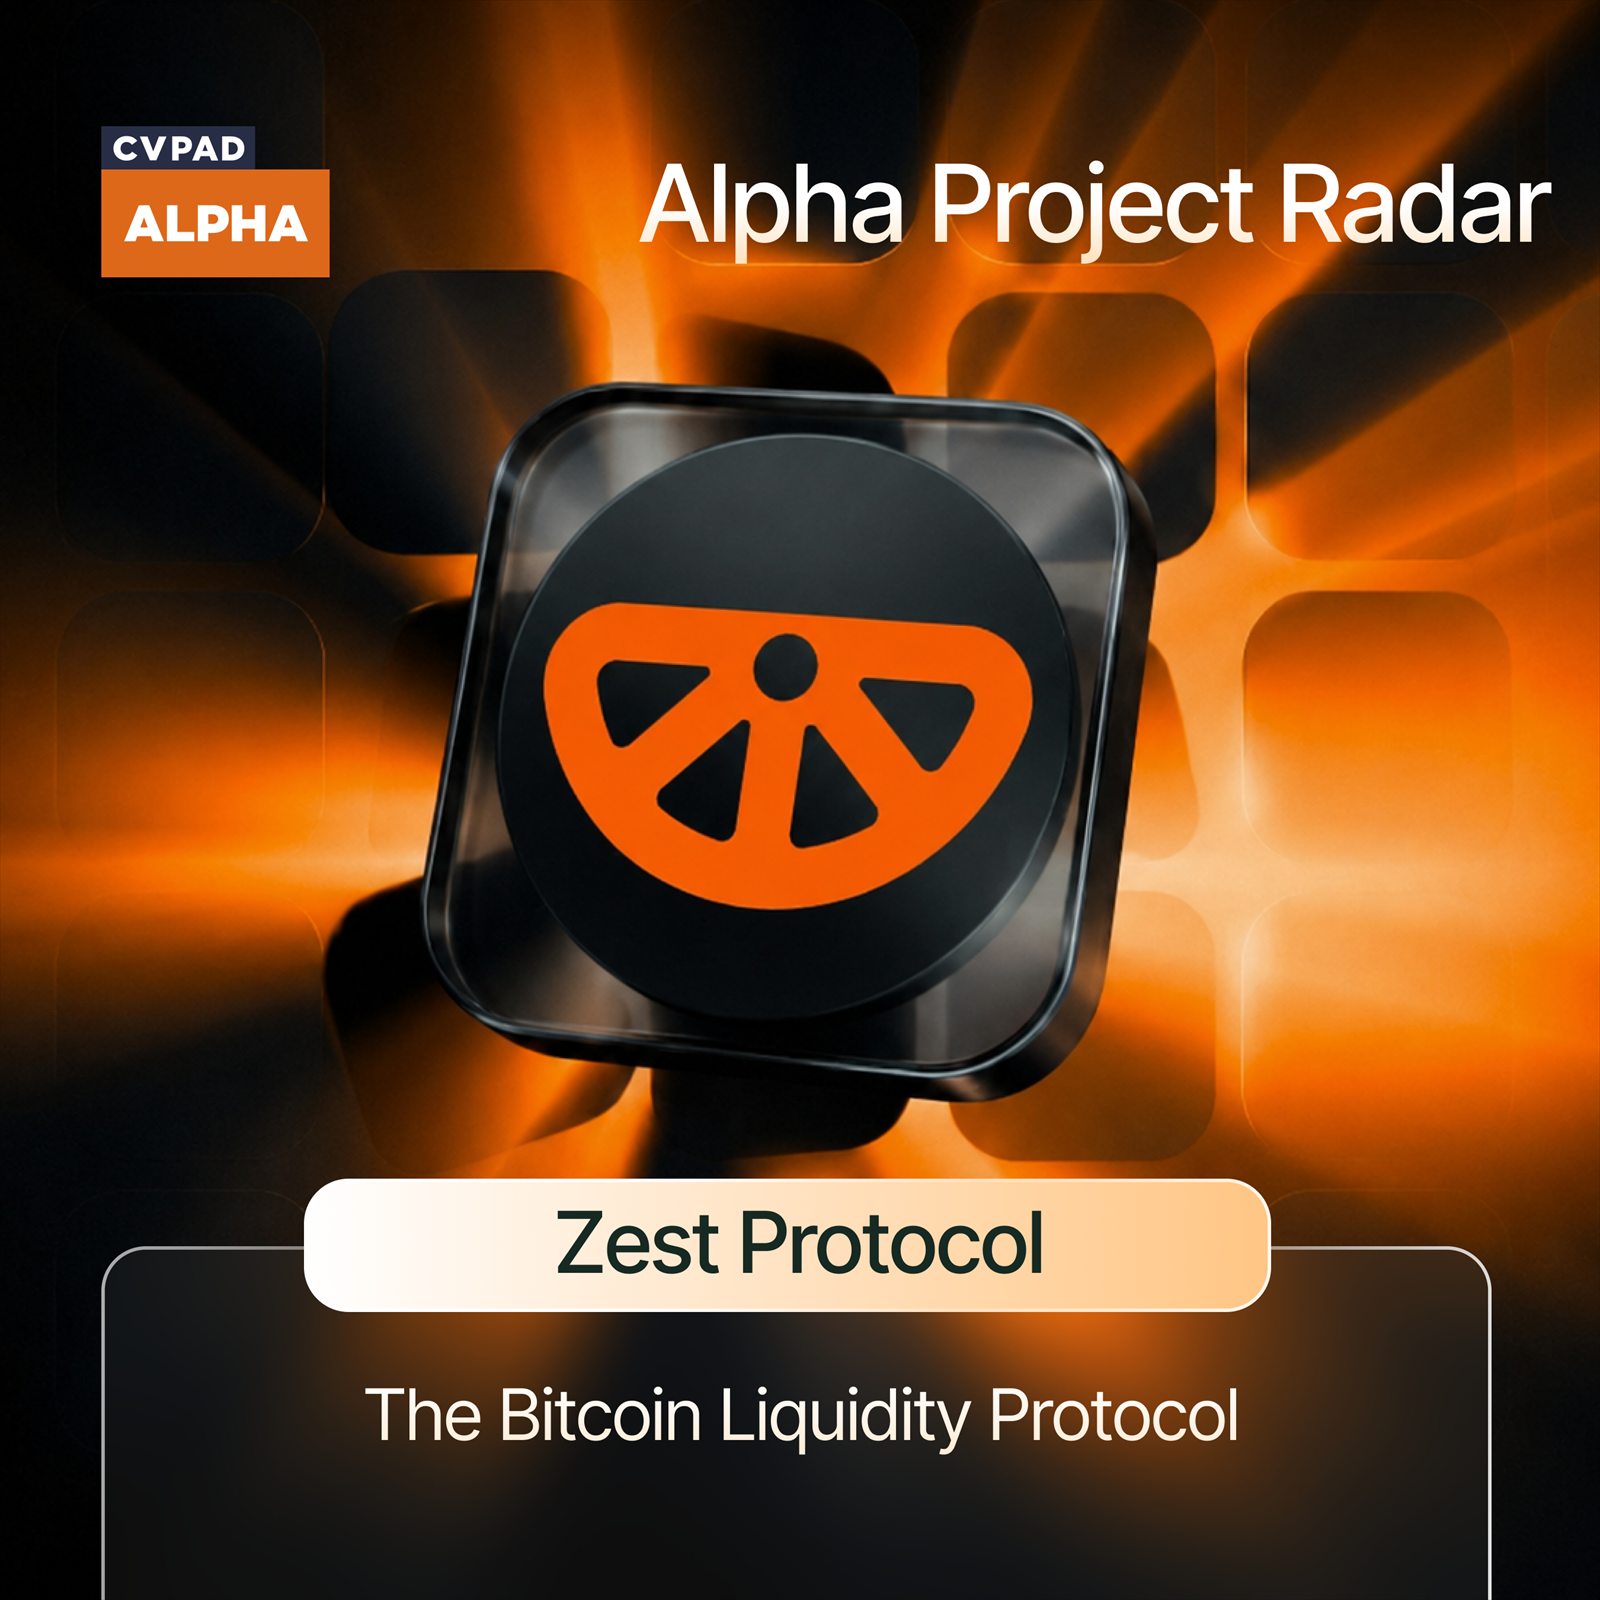 CVPAD
ALPHA
Alpha Project Radar
Zest Protocol
The Bitcoin Liquidity Protocol